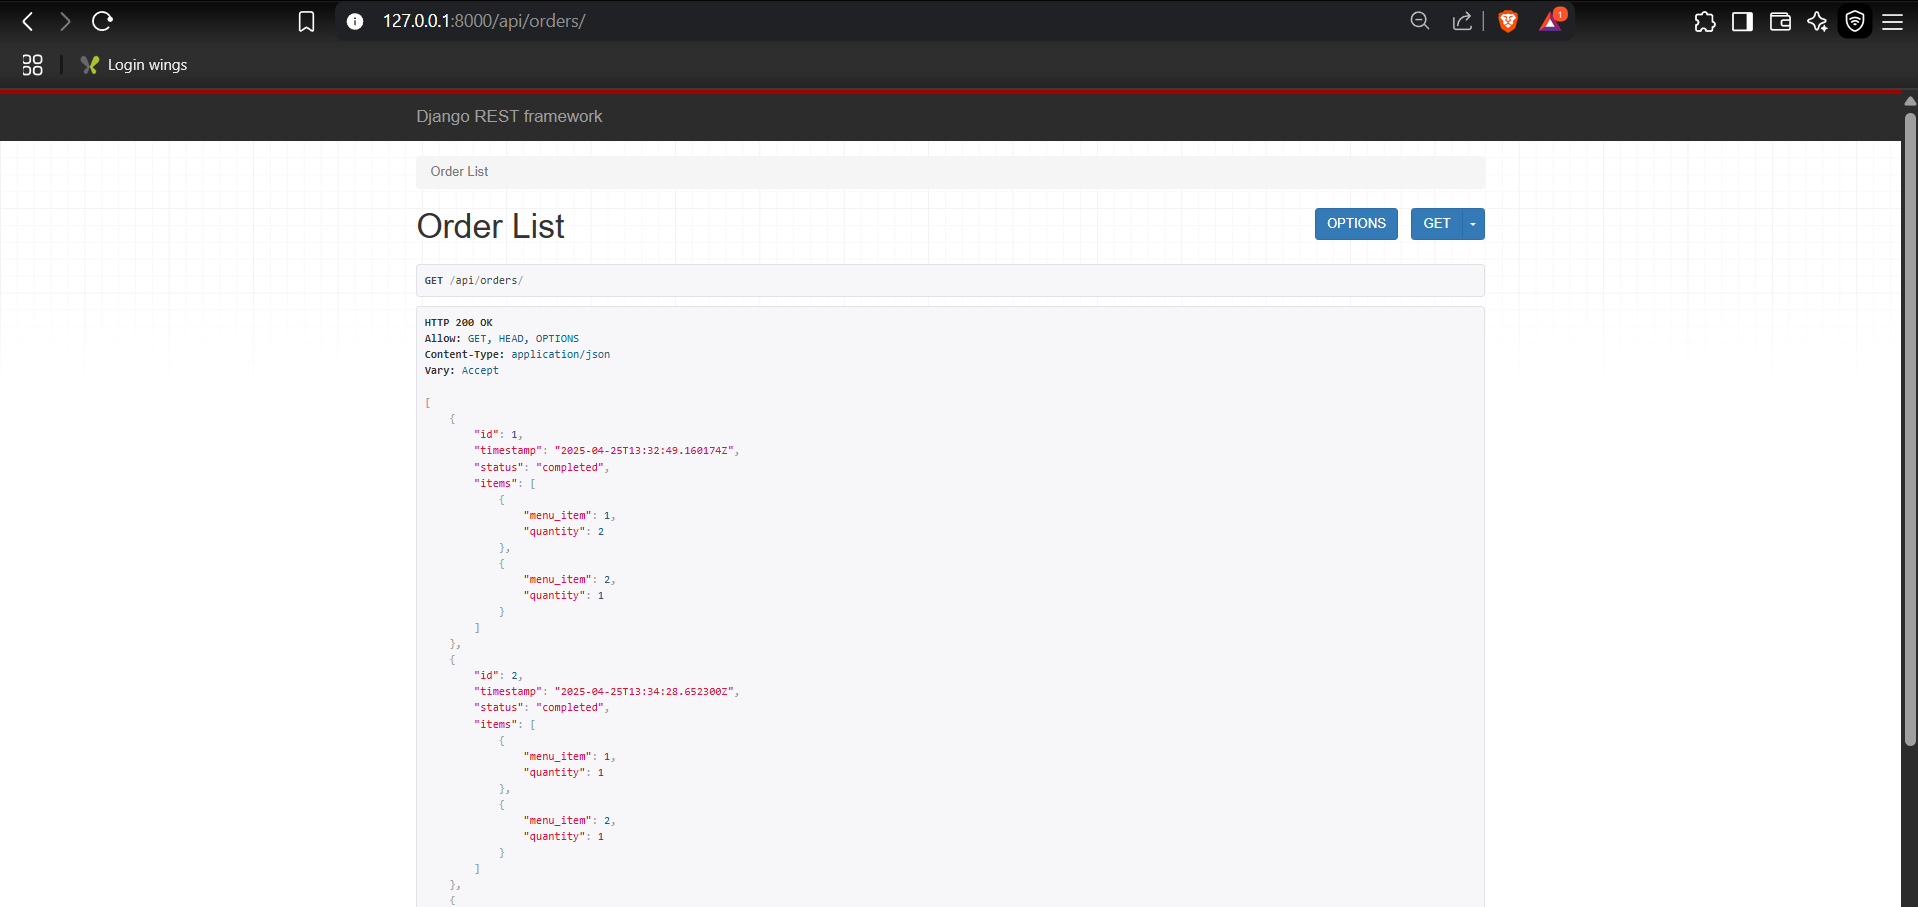 127.0.0.1:8000/api/orders/
1
Login wings
Django REST framework
Order List
Order List
OPTIONS
GET
GET /api/orders/
HTTP 200 OK
Allow: GET, HEAD, OPTIONS
Content-Type: application/json
Vary: Accept
[
    {
        "id": 1,
        "timestamp": "2025-04-25T13:32:49.160174Z",
        "status": "completed",
        "items": [
            {
                "menu_item": 1,
                "quantity": 2
            },
            {
                "menu_item": 2,
                "quantity": 1
            }
        ]
    },
    {
        "id": 2,
        "timestamp": "2025-04-25T13:34:28.652300Z",
        "status": "completed",
        "items": [
            {
                "menu_item": 1,
                "quantity": 1
            },
            {
                "menu_item": 2,
                "quantity": 1
            }
        ]
    },
    {